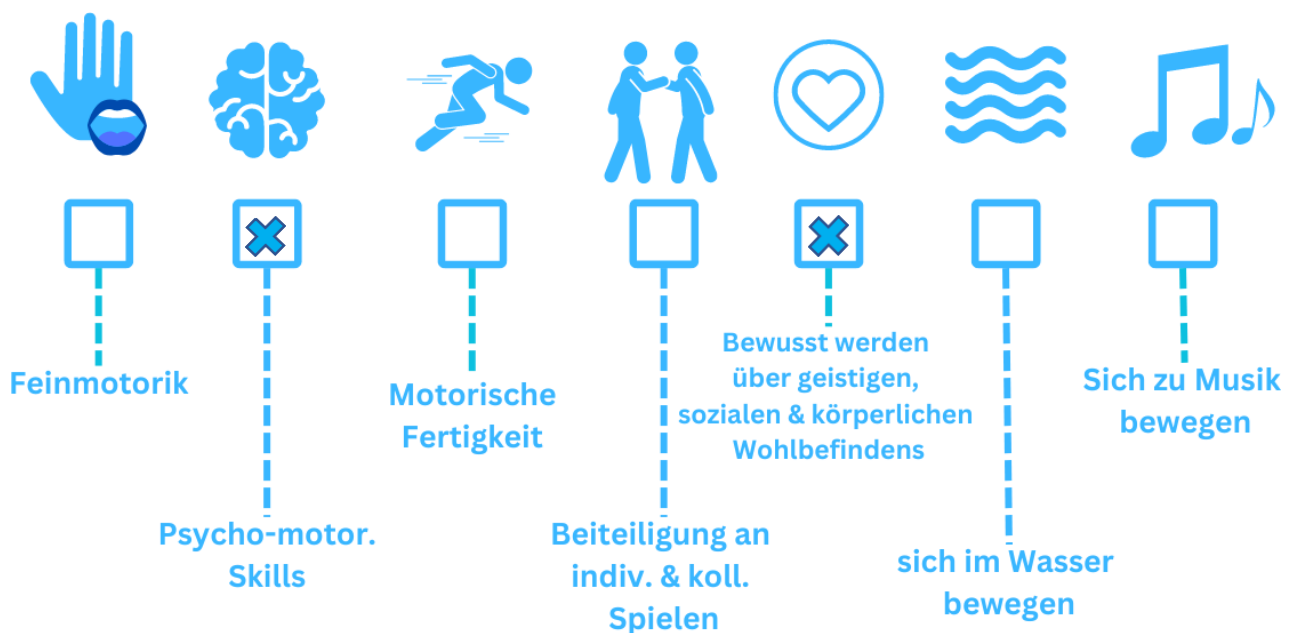 Feinmotorik
Psycho-motor.
Skills
Motorische
Fertigkeit
Beiteiligung an
indiv. & koll.
Spielen
Bewusst werden
über geistigen,
sozialen & körperlichen
Wohlbefindens
sich im Wasser
bewegen
Sich zu Musik
bewegen